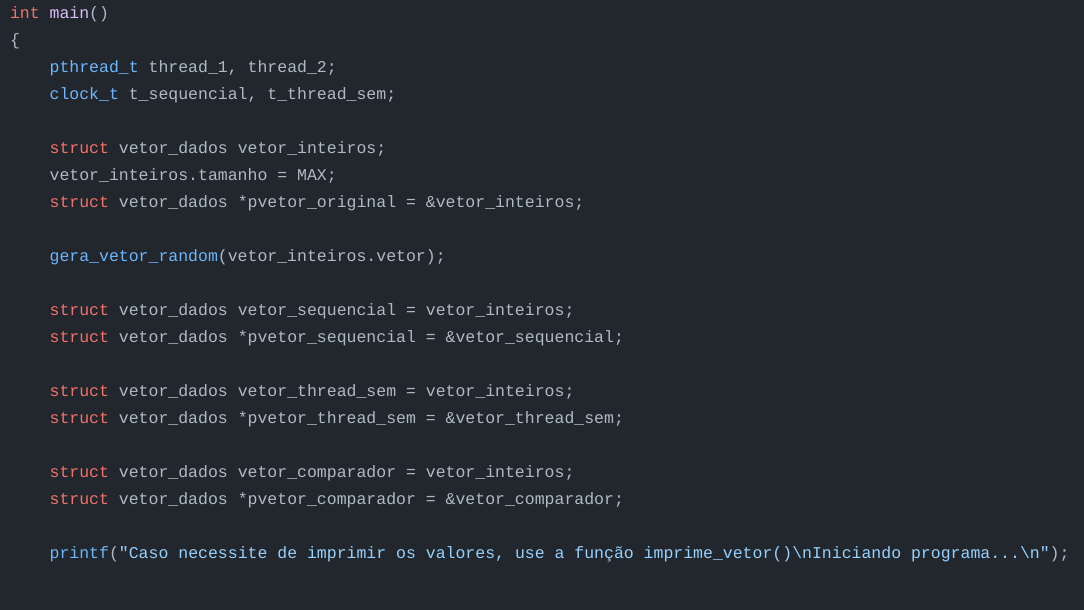 int main()
{
    pthread_t thread_1, thread_2;
    clock_t t_sequencial, t_thread_sem;

    struct vetor_dados vetor_inteiros;
    vetor_inteiros.tamanho = MAX;
    struct vetor_dados *pvetor_original = &vetor_inteiros;

    gera_vetor_random(vetor_inteiros.vetor);

    struct vetor_dados vetor_sequencial = vetor_inteiros;
    struct vetor_dados *pvetor_sequencial = &vetor_sequencial;

    struct vetor_dados vetor_thread_sem = vetor_inteiros;
    struct vetor_dados *pvetor_thread_sem = &vetor_thread_sem;

    struct vetor_dados vetor_comparador = vetor_inteiros;
    struct vetor_dados *pvetor_comparador = &vetor_comparador;

    printf("Caso necessite de imprimir os valores, use a função imprime_vetor()\nIniciando programa...\n");